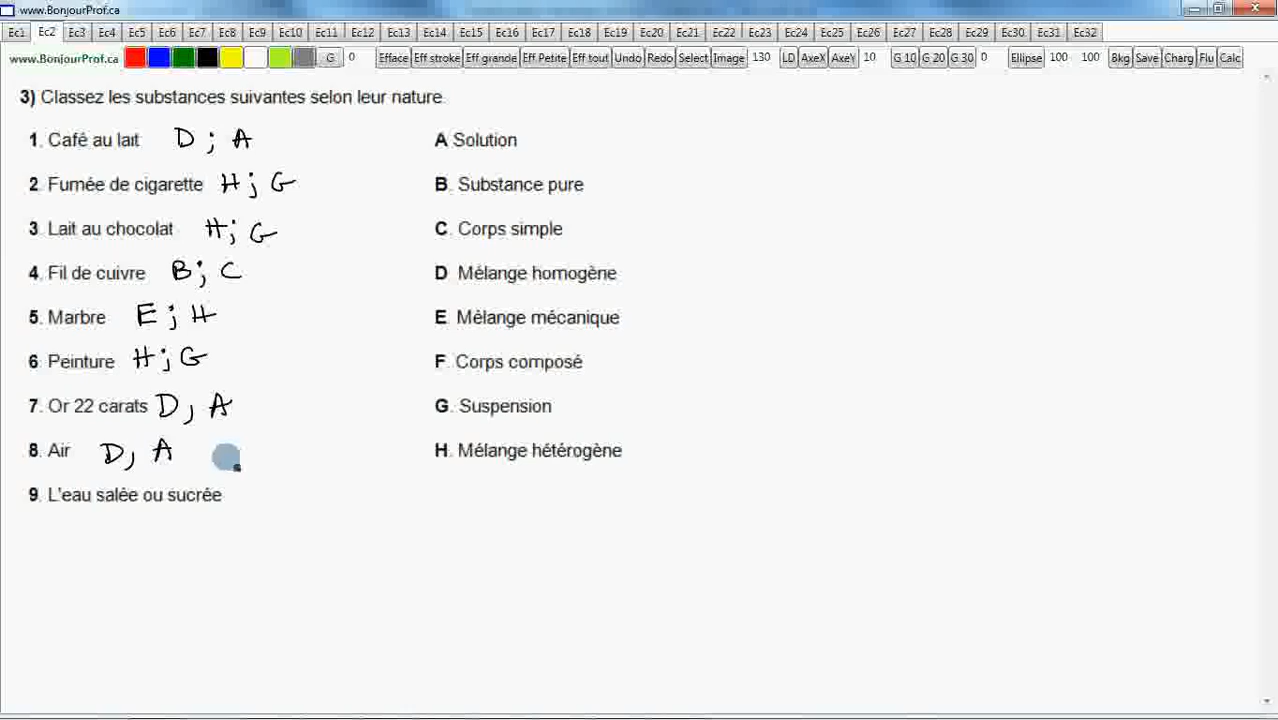 www.BonjourProf.ca
Ec1 Ec2 Ec3 Ec4 Ec5 Ec6 Ec7 Ec8 Ec9 Ec10 Ec11 Ec12 Ec13 Ec14 Ec15 Ec16 Ec17 Ec18 Ec19 Ec20 Ec21 Ec22 Ec23 Ec24 Ec25 Ec26 Ec27 Ec28 Ec29 Ec30 Ec31 Ec32
www.BonjourProf.ca G 0 Efface Eff stroke Eff grande Eff Petite Eff tout Undo Redo Select Image 130 LD AxeX AxeY 10 G 10 G 20 G 30 0 Ellipse 100 100 Bkg Save Charg Flu Calc
3) Classez les substances suivantes selon leur nature.
1. Café au lait D ; A A Solution
2. Fumée de cigarette H ; G B. Substance pure
3. Lait au chocolat H ; G C. Corps simple
4. Fil de cuivre B ; C D Mélange homogène
5. Marbre E ; H E. Mélange mécanique
6. Peinture H ; G F. Corps composé
7. Or 22 carats D , A G. Suspension
8. Air D , A H. Mélange hétérogène
9. L'eau salée ou sucrée